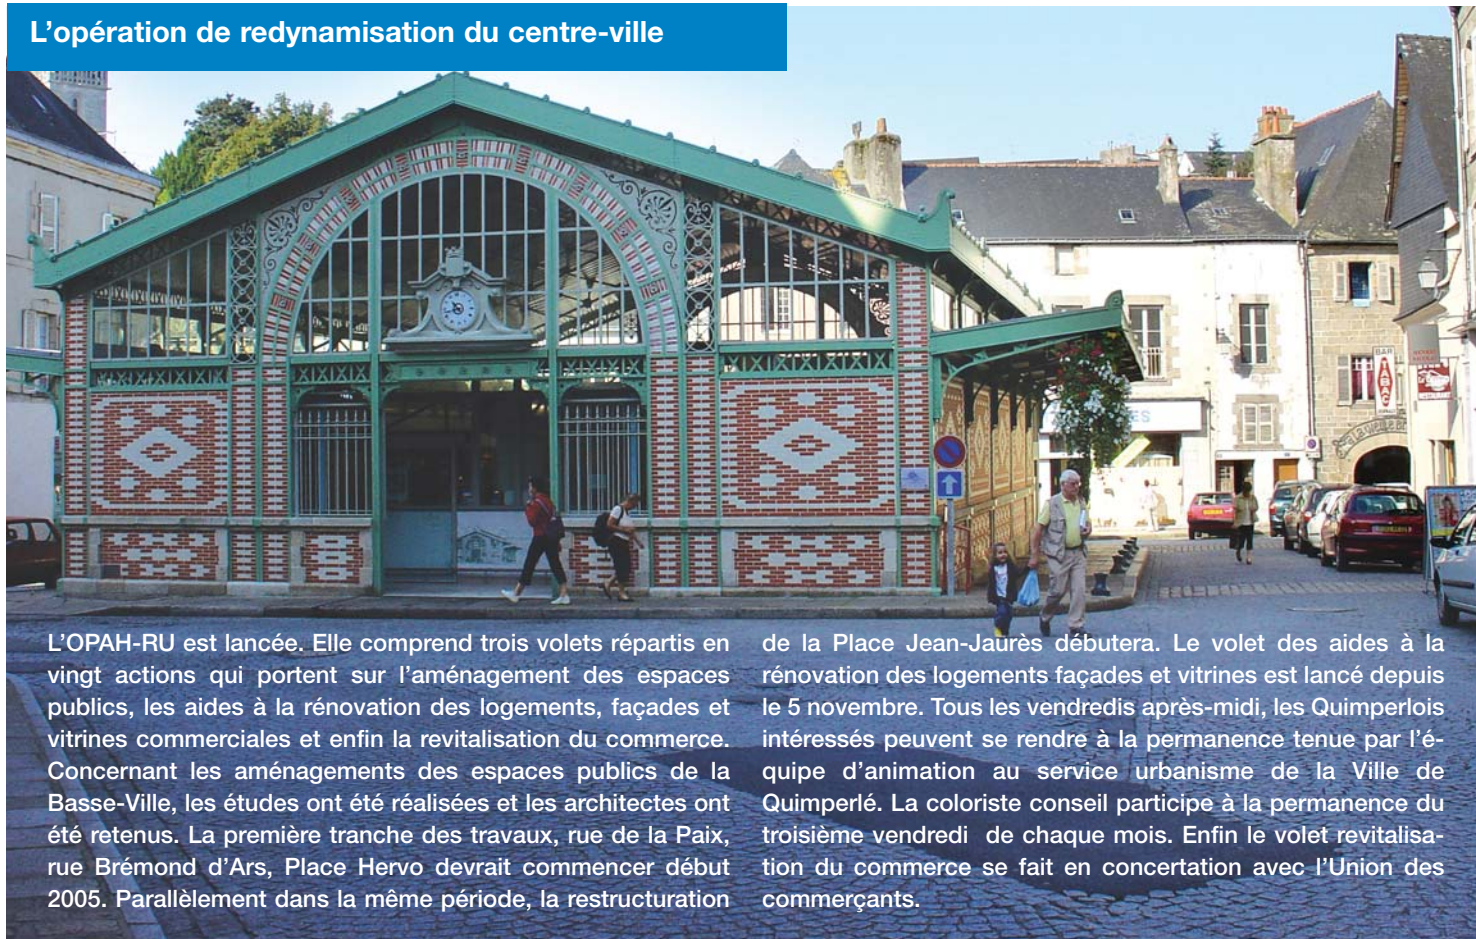 L'opération de redynamisation du centre-ville
BAR
TABAC
RESTAURANT
ES
L'OPAH-RU est lancée. Elle comprend trois volets répartis en
vingt actions qui portent sur l'aménagement des espaces
publics, les aides à la rénovation des logements, façades et
vitrines commerciales et enfin la revitalisation du commerce.
Concernant les aménagements des espaces publics de la
Basse-Ville, les études ont été réalisées et les architectes ont
été retenus. La première tranche des travaux, rue de la Paix,
rue Brémond d'Ars, Place Hervo devrait commencer début
2005. Parallèlement dans la même période, la restructuration
de la Place Jean-Jaurès débutera. Le volet des aides à la
rénovation des logements façades et vitrines est lancé depuis
le 5 novembre. Tous les vendredis après-midi, les Quimperlois
intéressés peuvent se rendre à la permanence tenue par l'é-
quipe d'animation au service urbanisme de la Ville de
Quimperlé. La coloriste conseil participe à la permanence du
troisième vendredi de chaque mois. Enfin le volet revitalisa-
tion du commerce se fait en concertation avec l'Union des
commerçants.